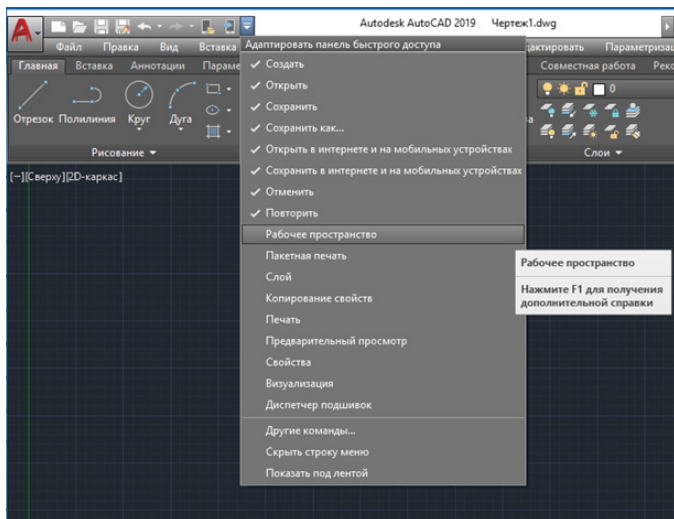 Autodesk AutoCAD 2019 Чертеж1.dwg
Файл Правка Вид Вставка
Адаптировать панель быстрого доступа
Главная Вставка Аннотации Параме
Совместная работа
Параметризац
Создать
Открыть
Сохранить
Сохранить как...
Открыть в интернете и на мобильных устройствах
Сохранить в интернете и на мобильных устройствах
Отменить
Повторить
Рабочее пространство
Пакетная печать
Слой
Копирование свойств
Печать
Предварительный просмотр
Свойства
Визуализация
Диспетчер подшивок
Другие команды...
Скрыть строку меню
Показать под лентой
Отрезок Полилиния Круг Дуга
Рисование
[−][Сверху][2D-каркас]
0
Слои
Рабочее пространство
Нажмите F1 для получения
дополнительной справки